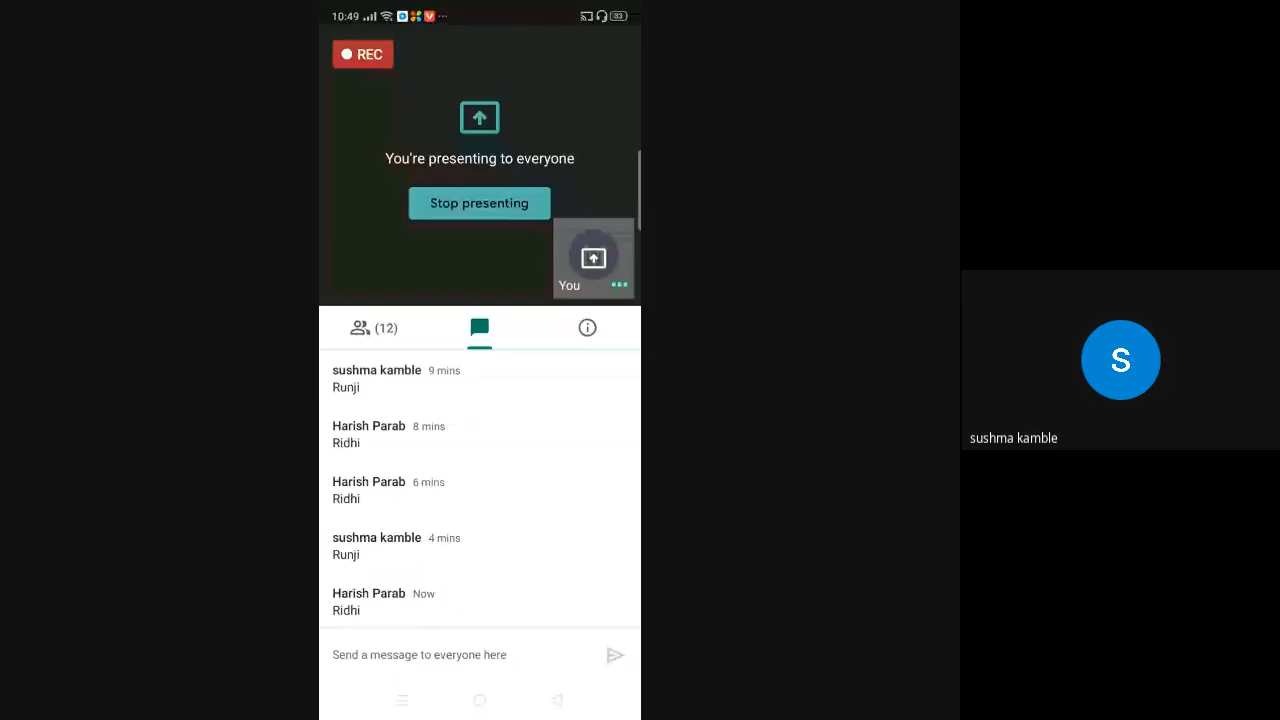 10:49
33
REC
You're presenting to everyone
Stop presenting
You
(12)
sushma kamble 9 mins
Runji
Harish Parab 8 mins
Ridhi
Harish Parab 6 mins
Ridhi
sushma kamble 4 mins
Runji
Harish Parab Now
Ridhi
Send a message to everyone here
S
sushma kamble